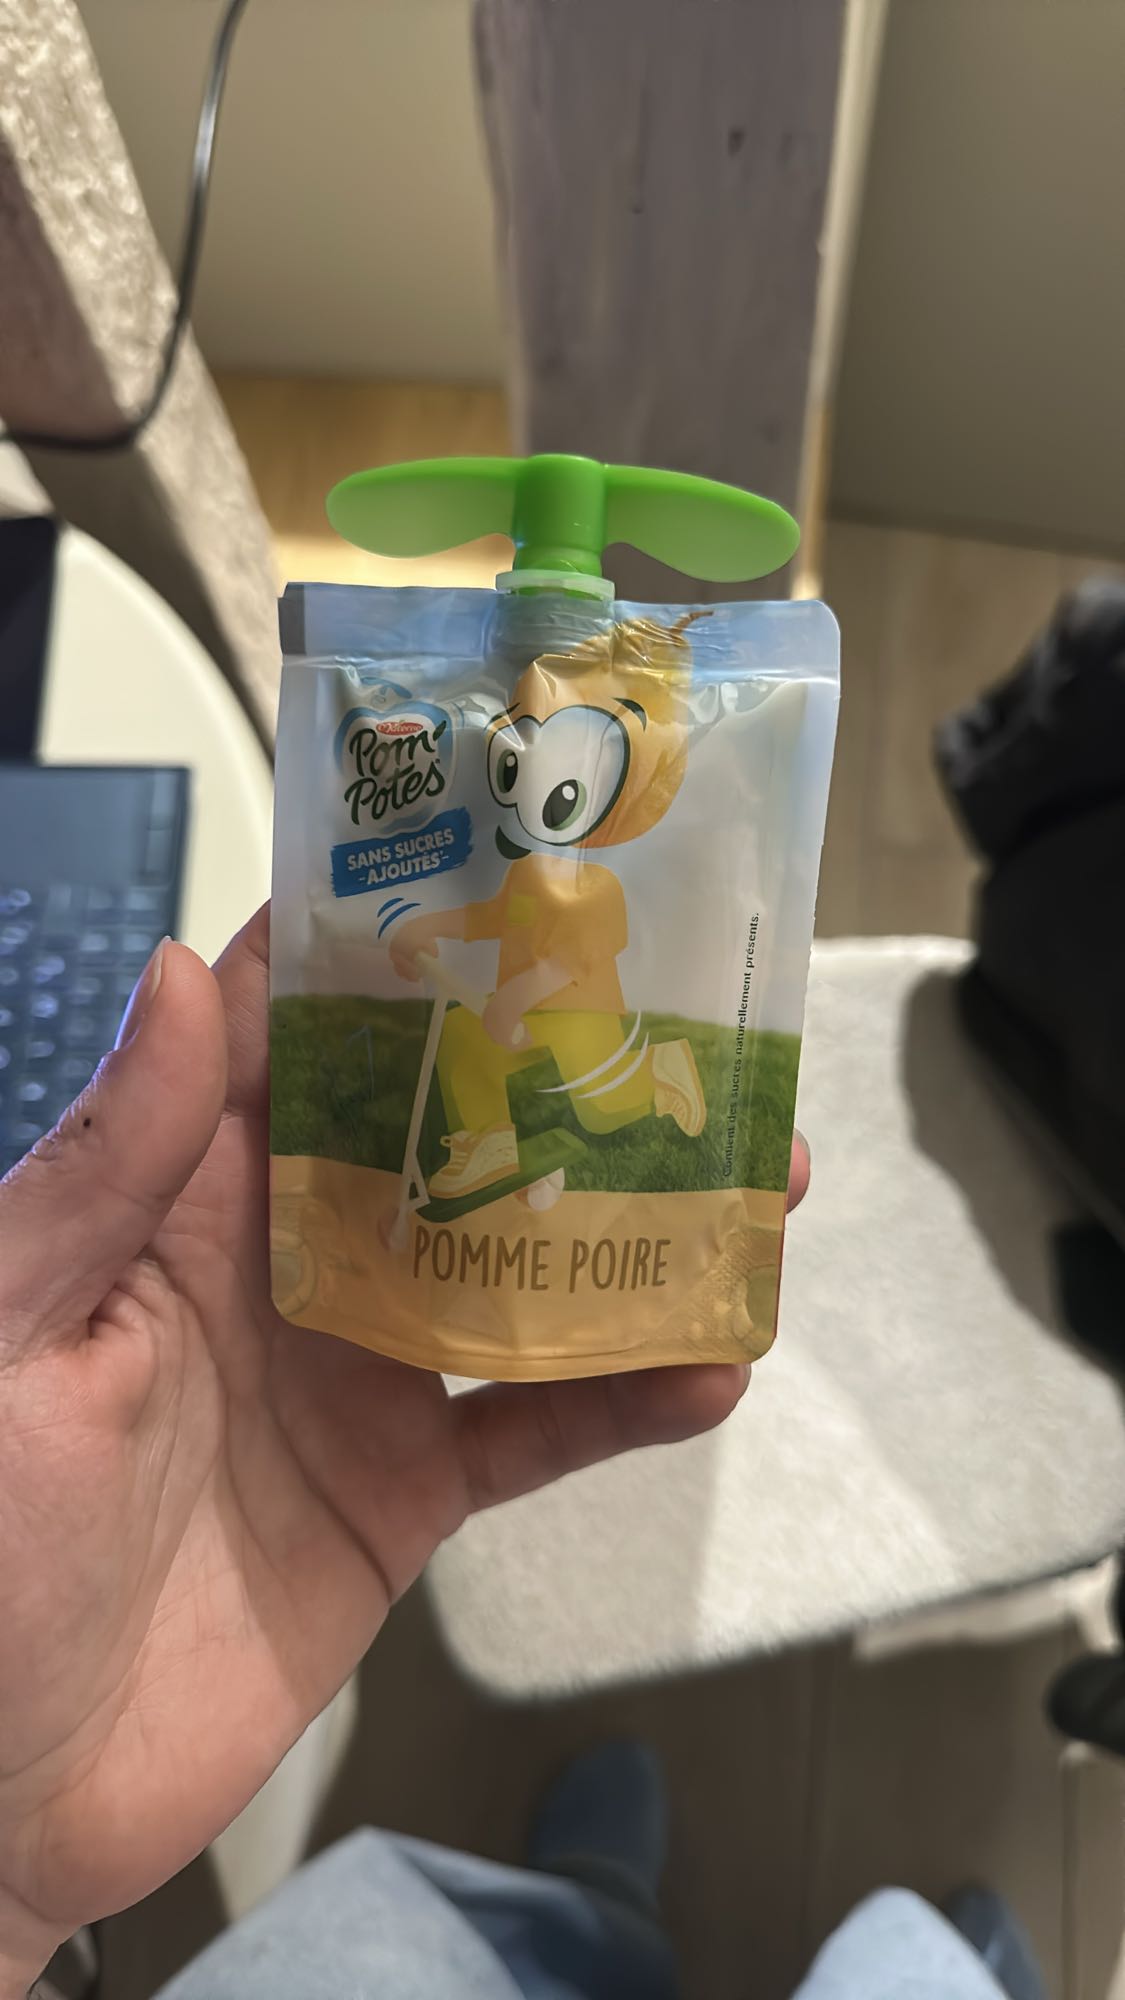 Materne
Pom'
Potes
SANS SUCRES
-AJOUTÉS*-
Contient des sucres naturellement présents.
POMME POIRE